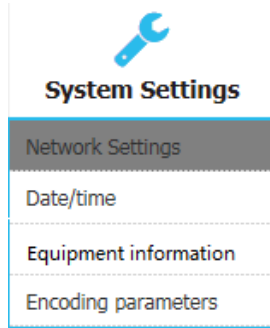 System Settings
Network Settings
Date/time
Equipment information
Encoding parameters